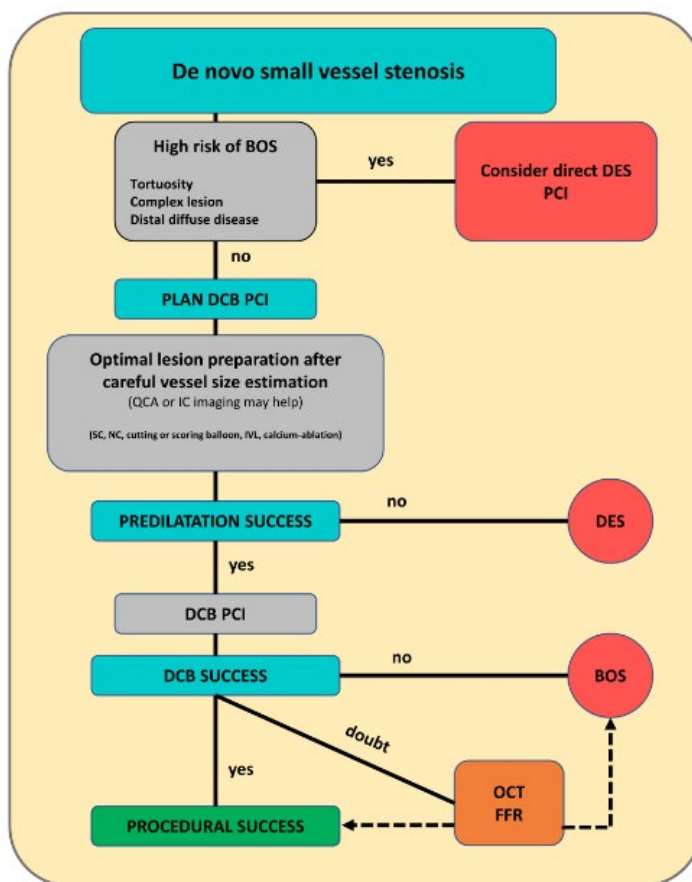 De novo small vessel stenosis
High risk of BOS
Tortuosity
Complex lesion
Distal diffuse disease
yes
Consider direct DES
PCI
no
PLAN DCB PCI
Optimal lesion preparation after
careful vessel size estimation
(QCA or IC imaging may help)
(SC, NC, cutting or scoring balloon, IVL, calcium-ablation)
PREDILATATION SUCCESS
no
DES
yes
DCB PCI
DCB SUCCESS
no
BOS
doubt
yes
OCT
FFR
PROCEDURAL SUCCESS